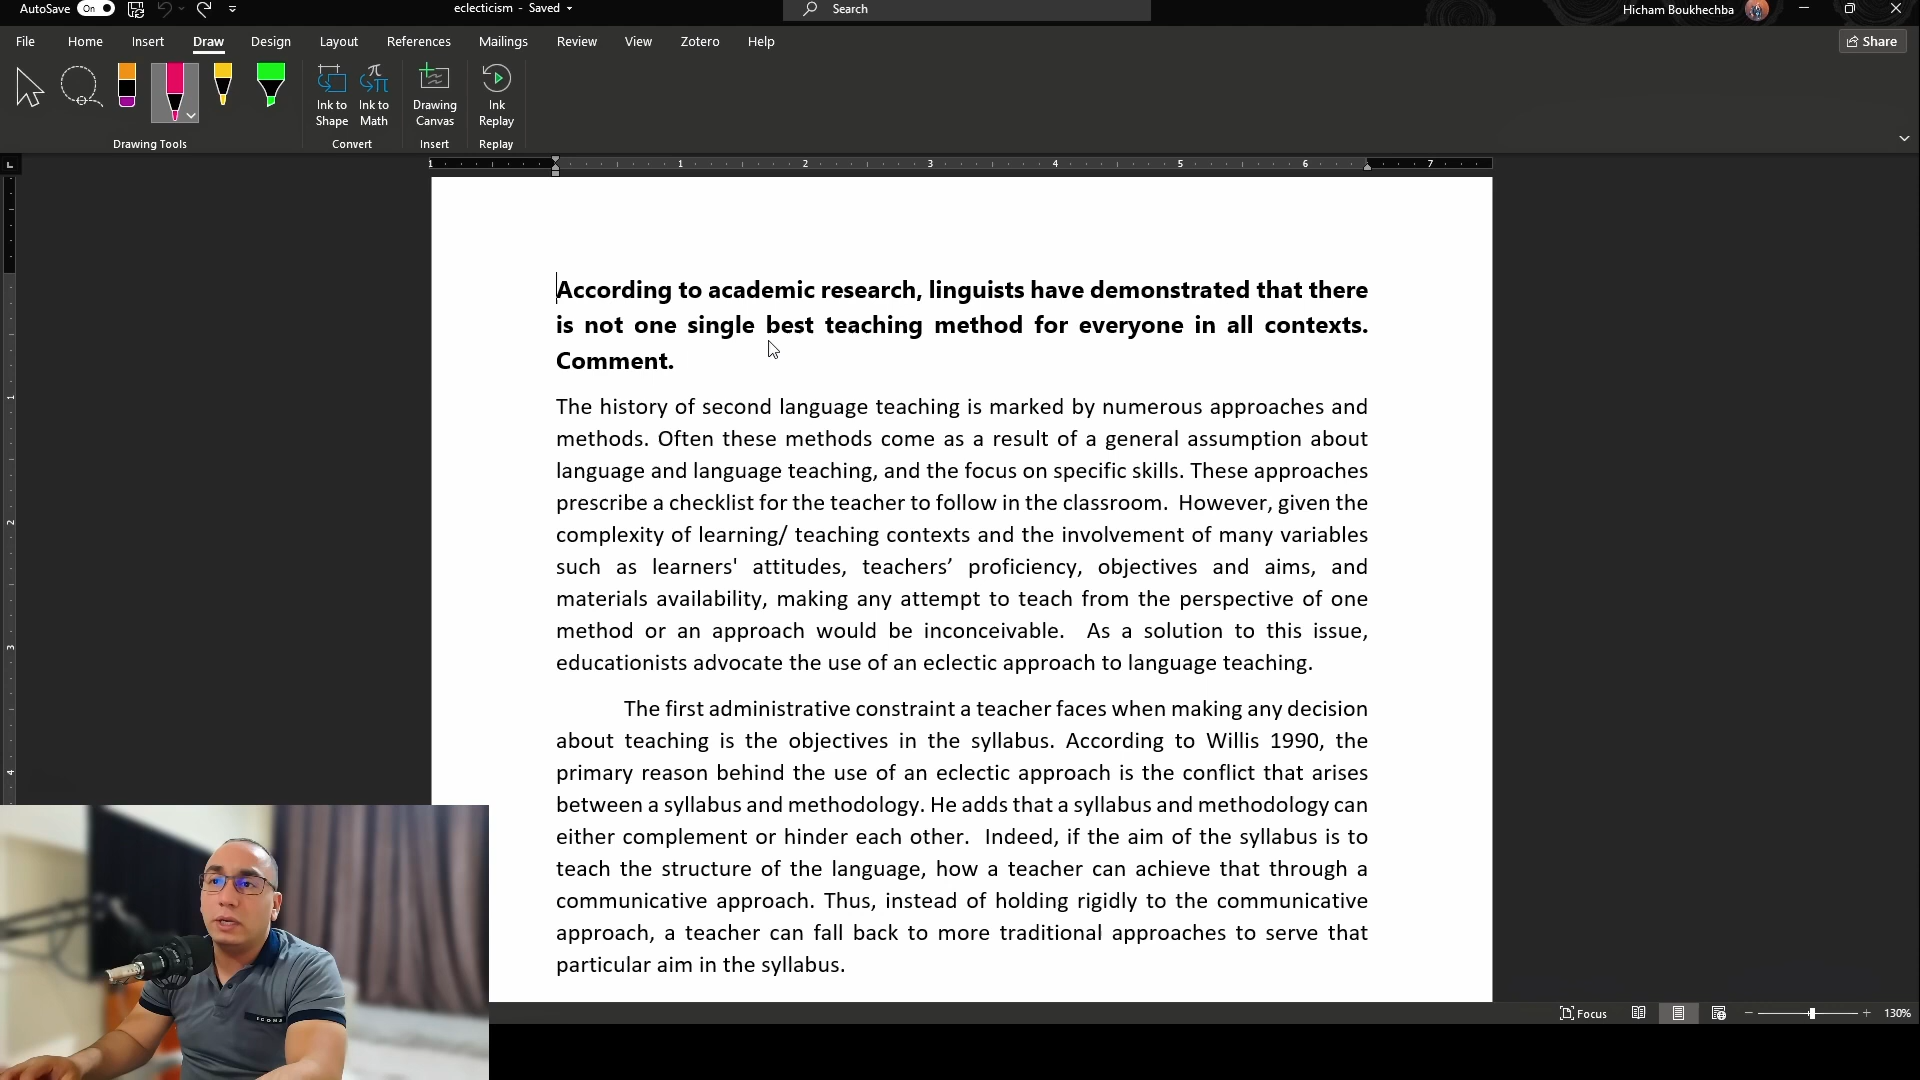 AutoSave On eclecticism - Saved Search Hicham Boukhechba
File Home Insert Draw Design Layout References Mailings Review View Zotero Help Share
Ink to Shape
Ink to Math
Drawing Canvas
Ink Replay
Drawing Tools Convert Insert Replay
1 1 2 3 4 5 6 7
According to academic research, linguists have demonstrated that there
is not one single best teaching method for everyone in all contexts.
Comment.
The history of second language teaching is marked by numerous approaches and
methods. Often these methods come as a result of a general assumption about
language and language teaching, and the focus on specific skills. These approaches
prescribe a checklist for the teacher to follow in the classroom. However, given the
complexity of learning/ teaching contexts and the involvement of many variables
such as learners' attitudes, teachers’ proficiency, objectives and aims, and
materials availability, making any attempt to teach from the perspective of one
method or an approach would be inconceivable. As a solution to this issue,
educationists advocate the use of an eclectic approach to language teaching.
The first administrative constraint a teacher faces when making any decision
about teaching is the objectives in the syllabus. According to Willis 1990, the
primary reason behind the use of an eclectic approach is the conflict that arises
between a syllabus and methodology. He adds that a syllabus and methodology can
either complement or hinder each other. Indeed, if the aim of the syllabus is to
teach the structure of the language, how a teacher can achieve that through a
communicative approach. Thus, instead of holding rigidly to the communicative
approach, a teacher can fall back to more traditional approaches to serve that
particular aim in the syllabus.
1
2
3
4
Focus 130%